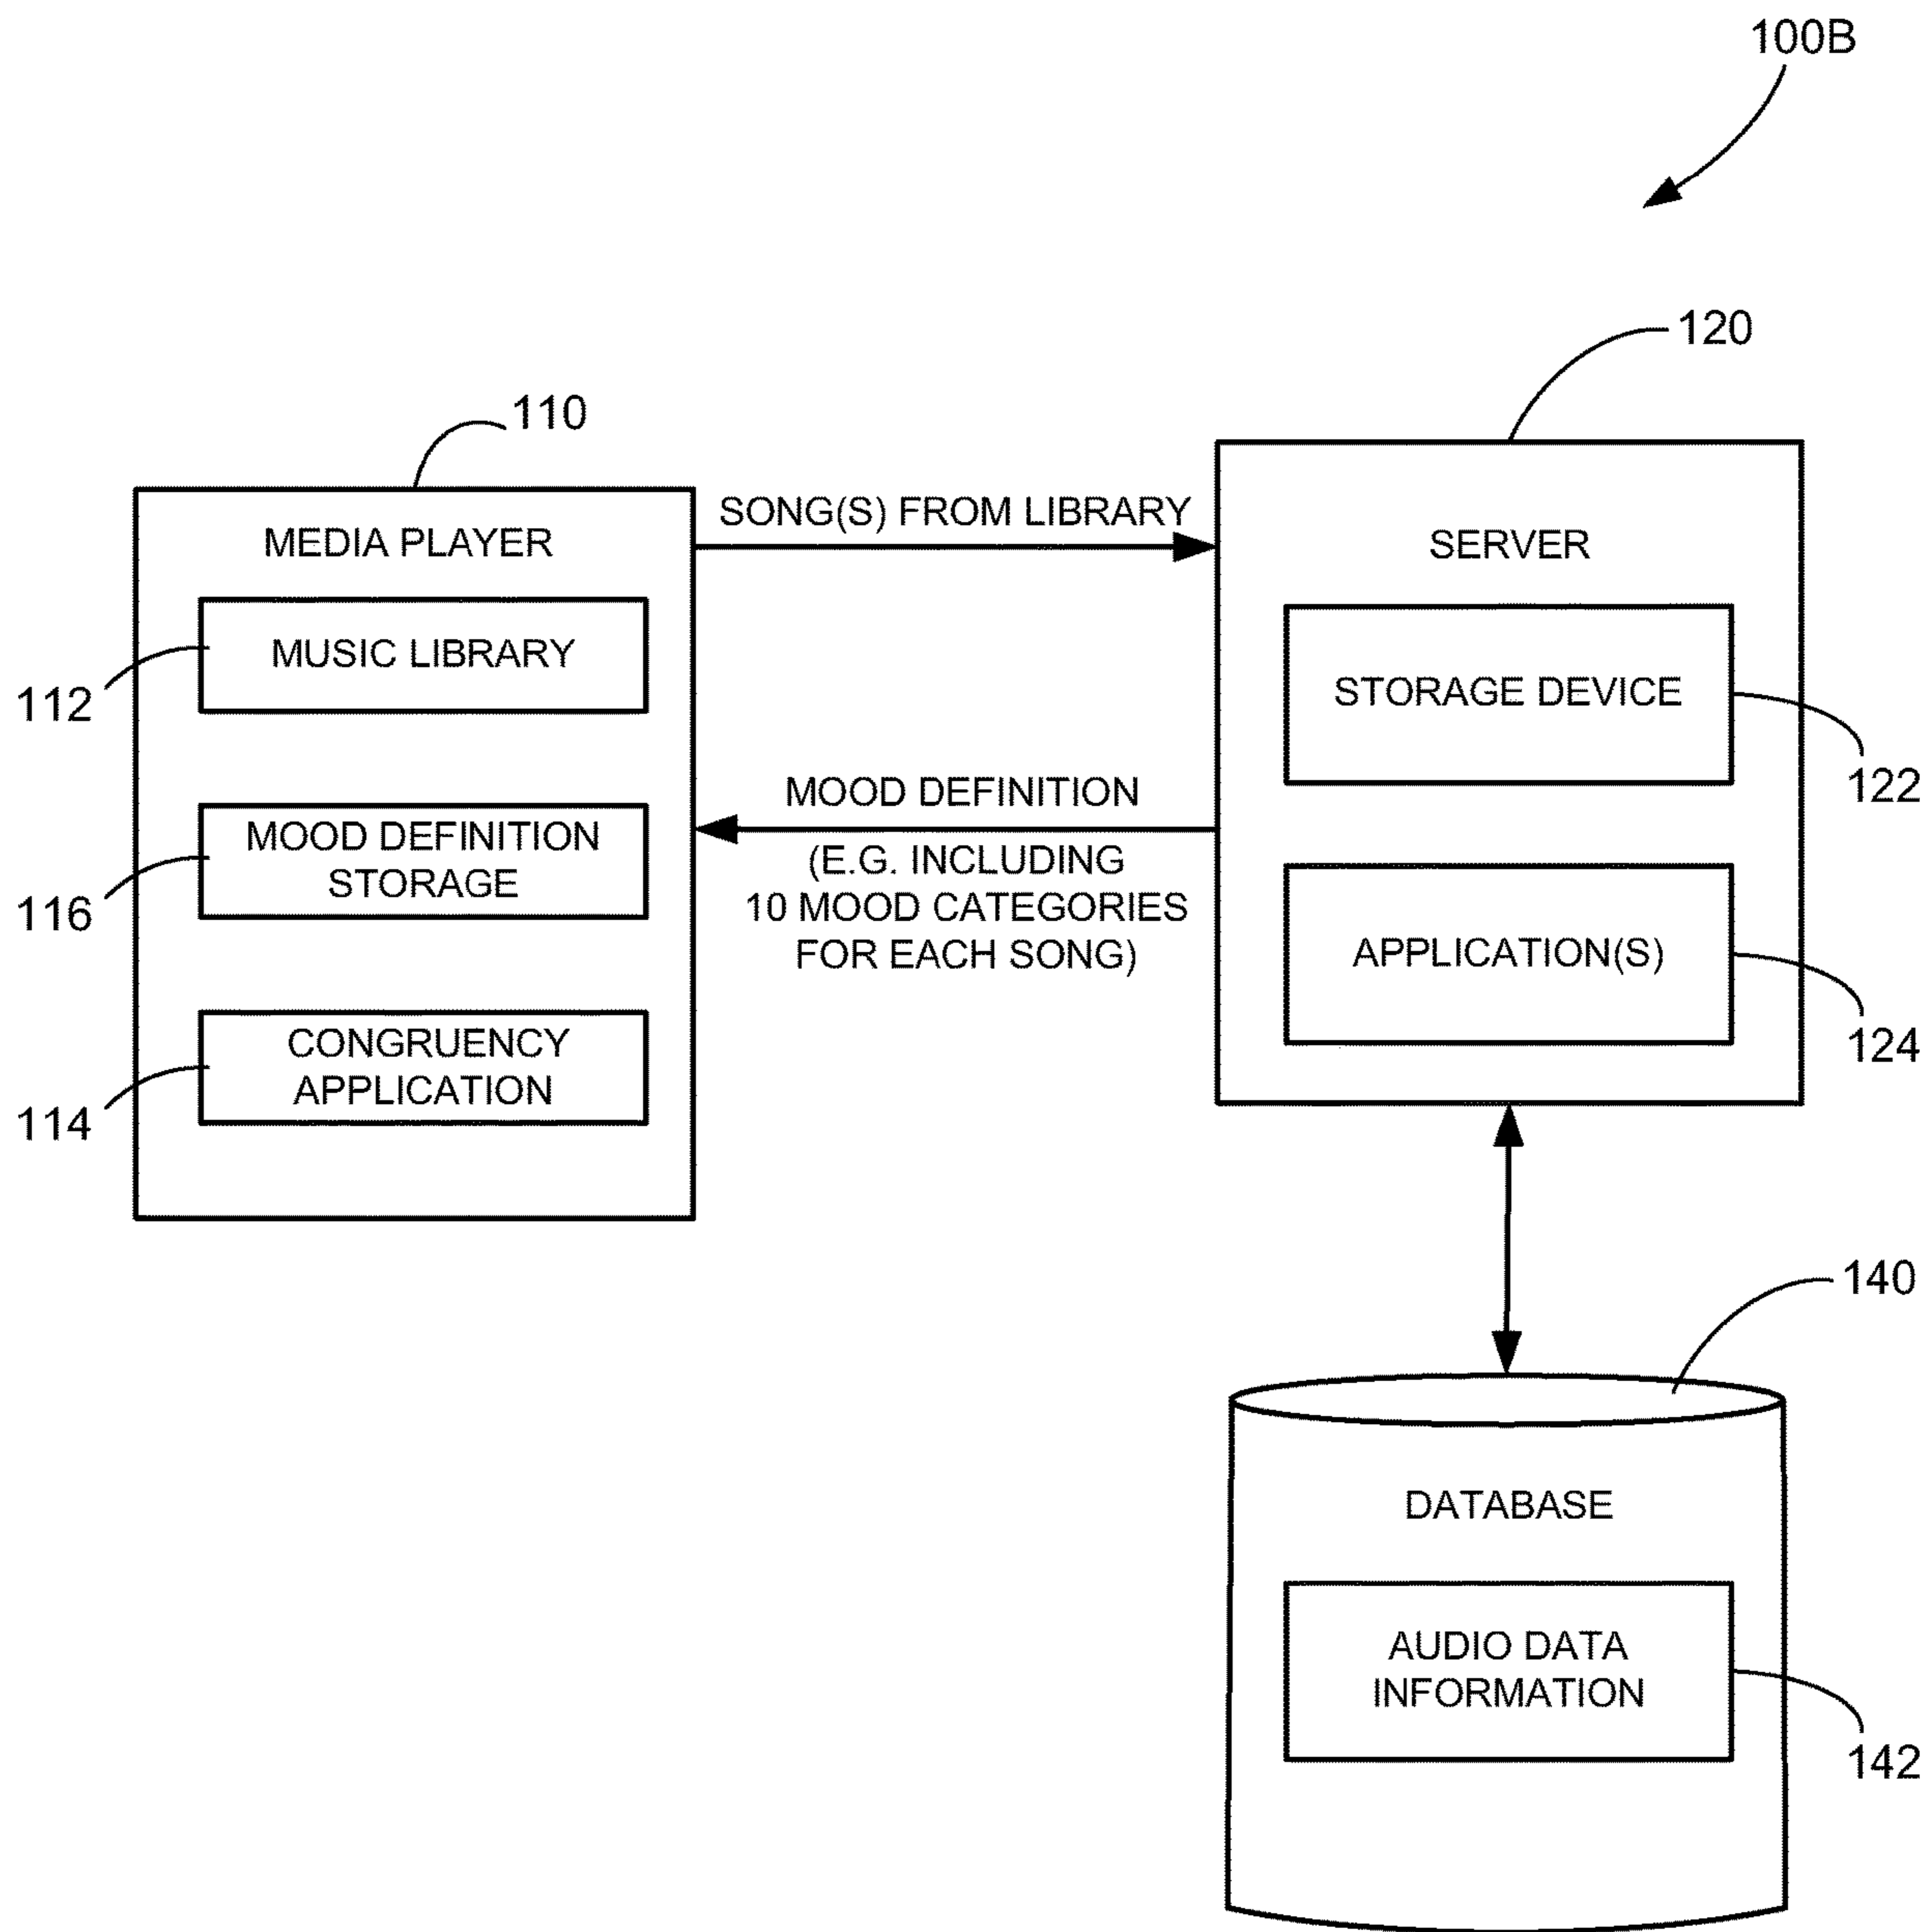 100B
120
110
MEDIA PLAYER
MUSIC LIBRARY
112
MOOD DEFINITION
STORAGE
116
CONGRUENCY
APPLICATION
114
SONG(S) FROM LIBRARY
MOOD DEFINITION
(E.G. INCLUDING
10 MOOD CATEGORIES
FOR EACH SONG)
SERVER
STORAGE DEVICE
122
APPLICATION(S)
124
140
DATABASE
AUDIO DATA
INFORMATION
142